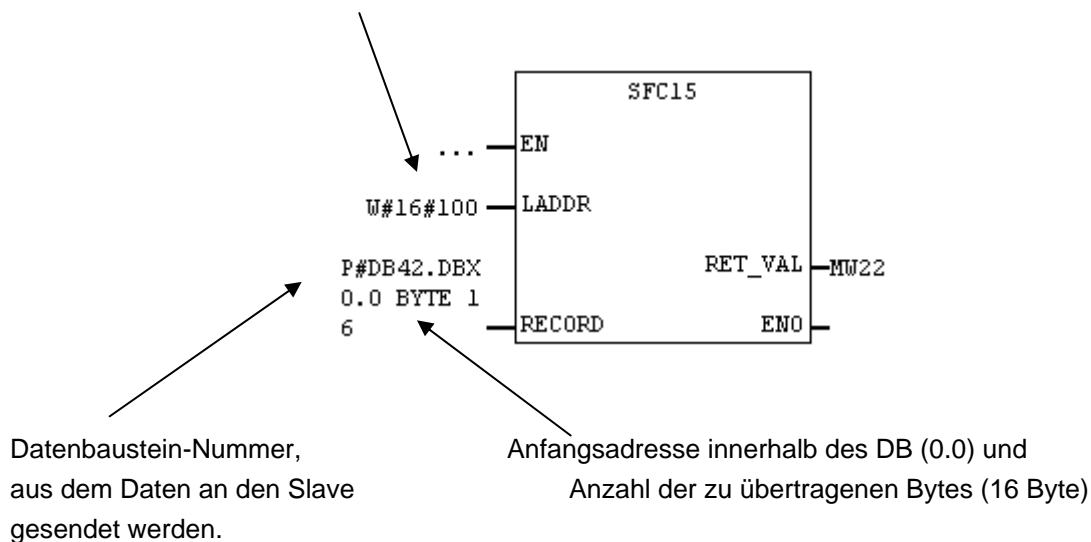 SFC15
... EN
W#16#100 LADDR
P#DB42.DBX
0.0 BYTE 1
6 RECORD
RET_VAL MW22
ENO
Datenbaustein-Nummer,
aus dem Daten an den Slave
gesendet werden.
Anfangsadresse innerhalb des DB (0.0) und
Anzahl der zu übertragenen Bytes (16 Byte)